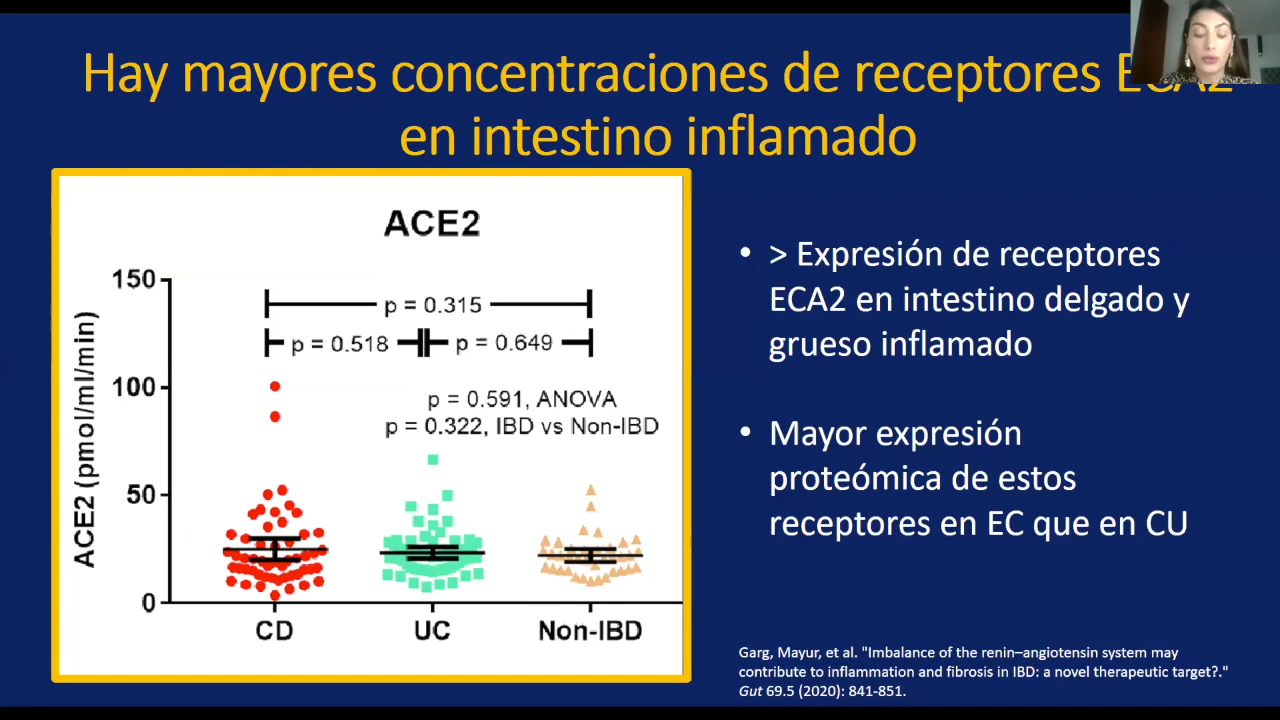 Hay mayores concentraciones de receptores ECA2
en intestino inflamado
ACE2
ACE2 (pmol/ml/min)
150
100
50
0
p = 0.315
p = 0.518
p = 0.649
p = 0.591, ANOVA
p = 0.322, IBD vs Non-IBD
CD
UC
Non-IBD
• > Expresión de receptores
ECA2 en intestino delgado y
grueso inflamado
• Mayor expresión
proteómica de estos
receptores en EC que en CU
Garg, Mayur, et al. "Imbalance of the renin–angiotensin system may
contribute to inflammation and fibrosis in IBD: a novel therapeutic target?."
Gut 69.5 (2020): 841-851.